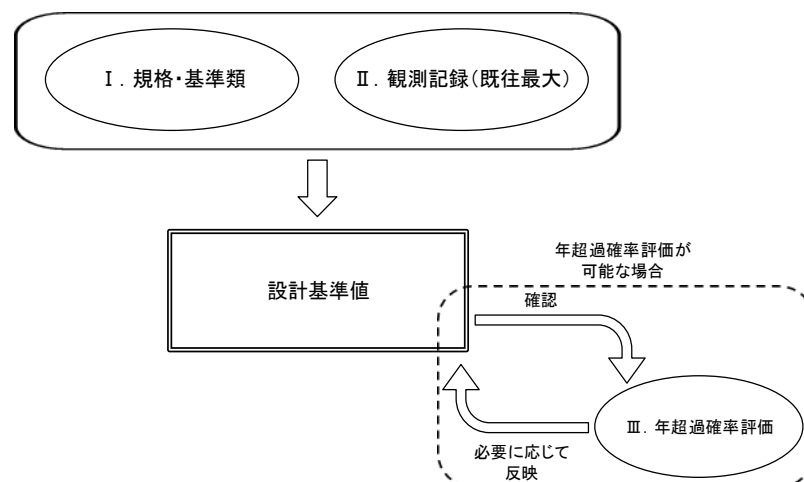 Ⅰ. 規格・基準類
Ⅱ. 観測記録（既往最大）
設計基準値
年超過確率評価が
可能な場合
確認
Ⅲ. 年超過確率評価
必要に応じて
反映